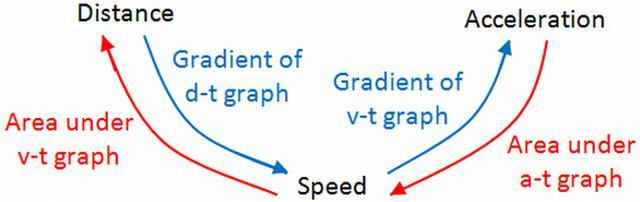 Distance
Acceleration
Gradient of
d-t graph
Gradient of
v-t graph
Area under
v-t graph
Area under
a-t graph
Speed